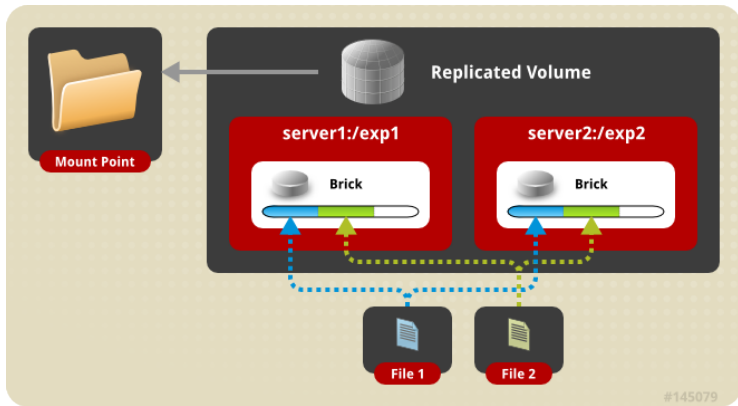 Replicated Volume
Mount Point
server1:/exp1
server2:/exp2
Brick
Brick
File 1
File 2
#145079